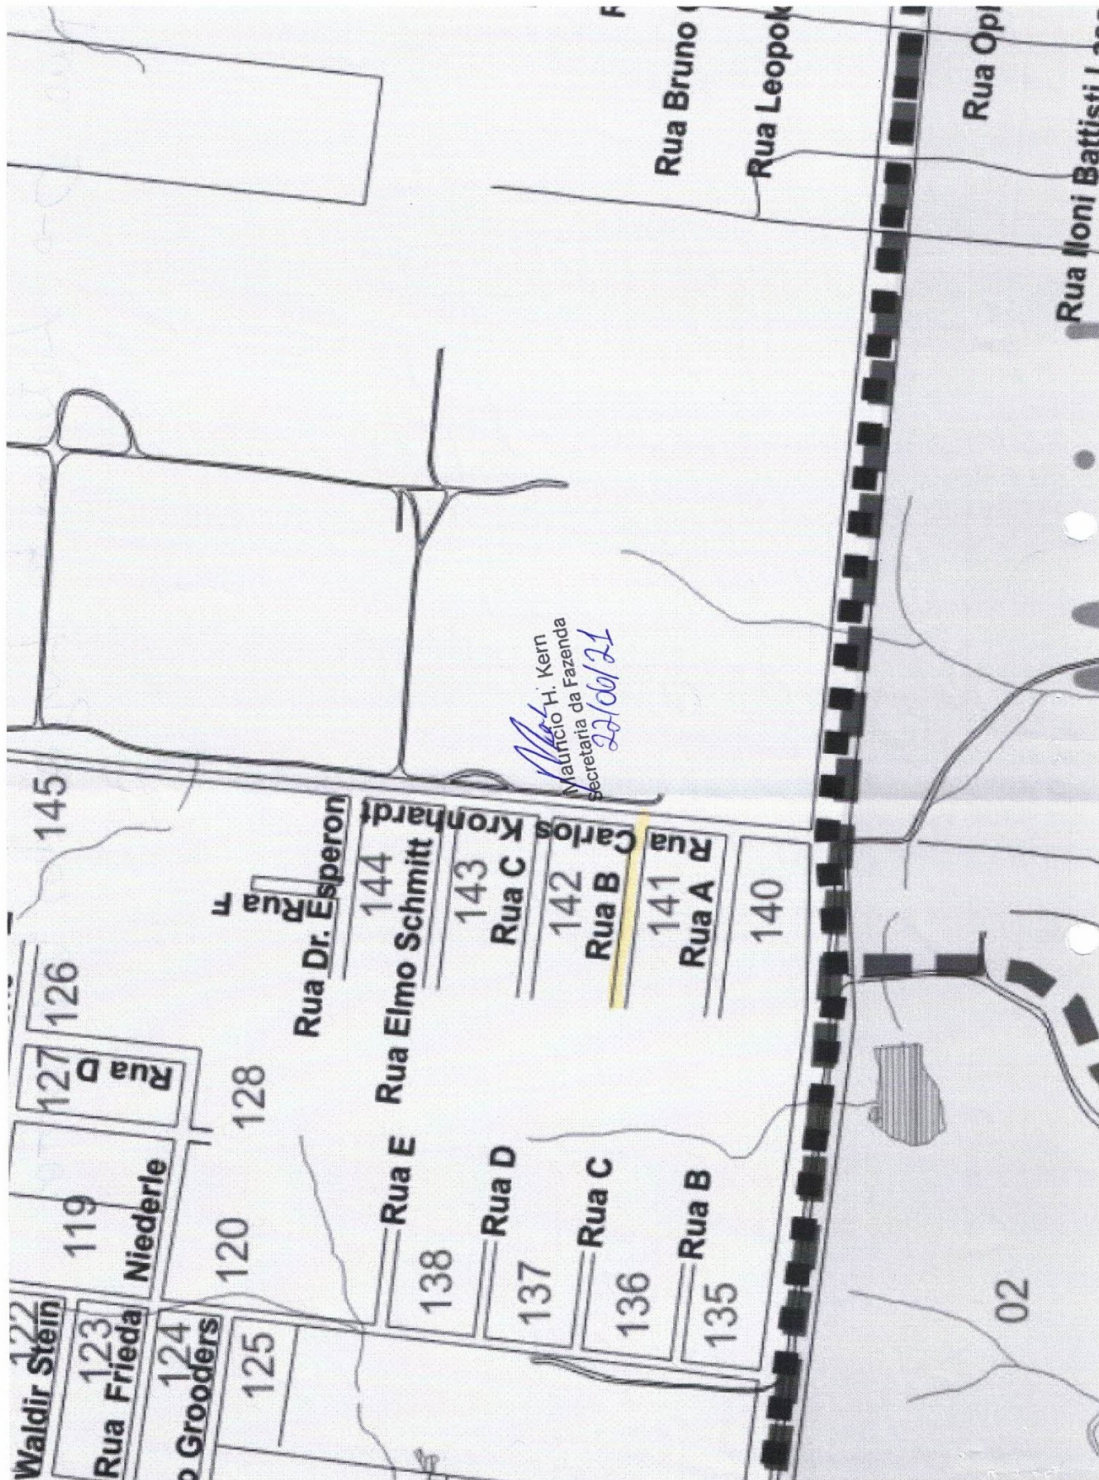 Rua Bruno
Rua Leopol
Rua Opl
Rua Iloni Battisti
Maurício H. Kern
Secretaria da Fazenda
22/06/21
145
Rua F
Rua Dr. Esperon
144
Rua Elmo Schmitt
143
Rua C
142
Rua B
141
Rua A
140
Rua Carlos Kronhardt
126
127
Rua D
128
119
Niederle
120
Rua E
138
Rua D
137
Rua C
136
Rua B
135
122
Waldir Stein
123
Rua Frieda
124
o Grooders
125
02